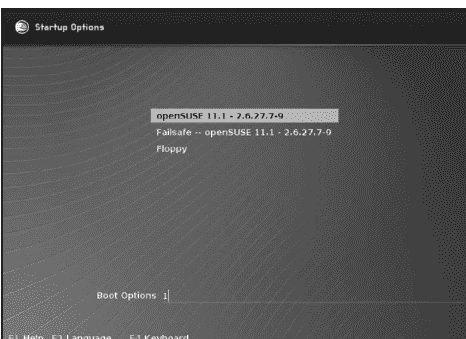 Startup Options
openSUSE 11.1 - 2.6.27.7-9
Failsafe -- openSUSE 11.1 - 2.6.27.7-9
Floppy
Boot Options 1
F1 Help F2 Language F4 Keyboard